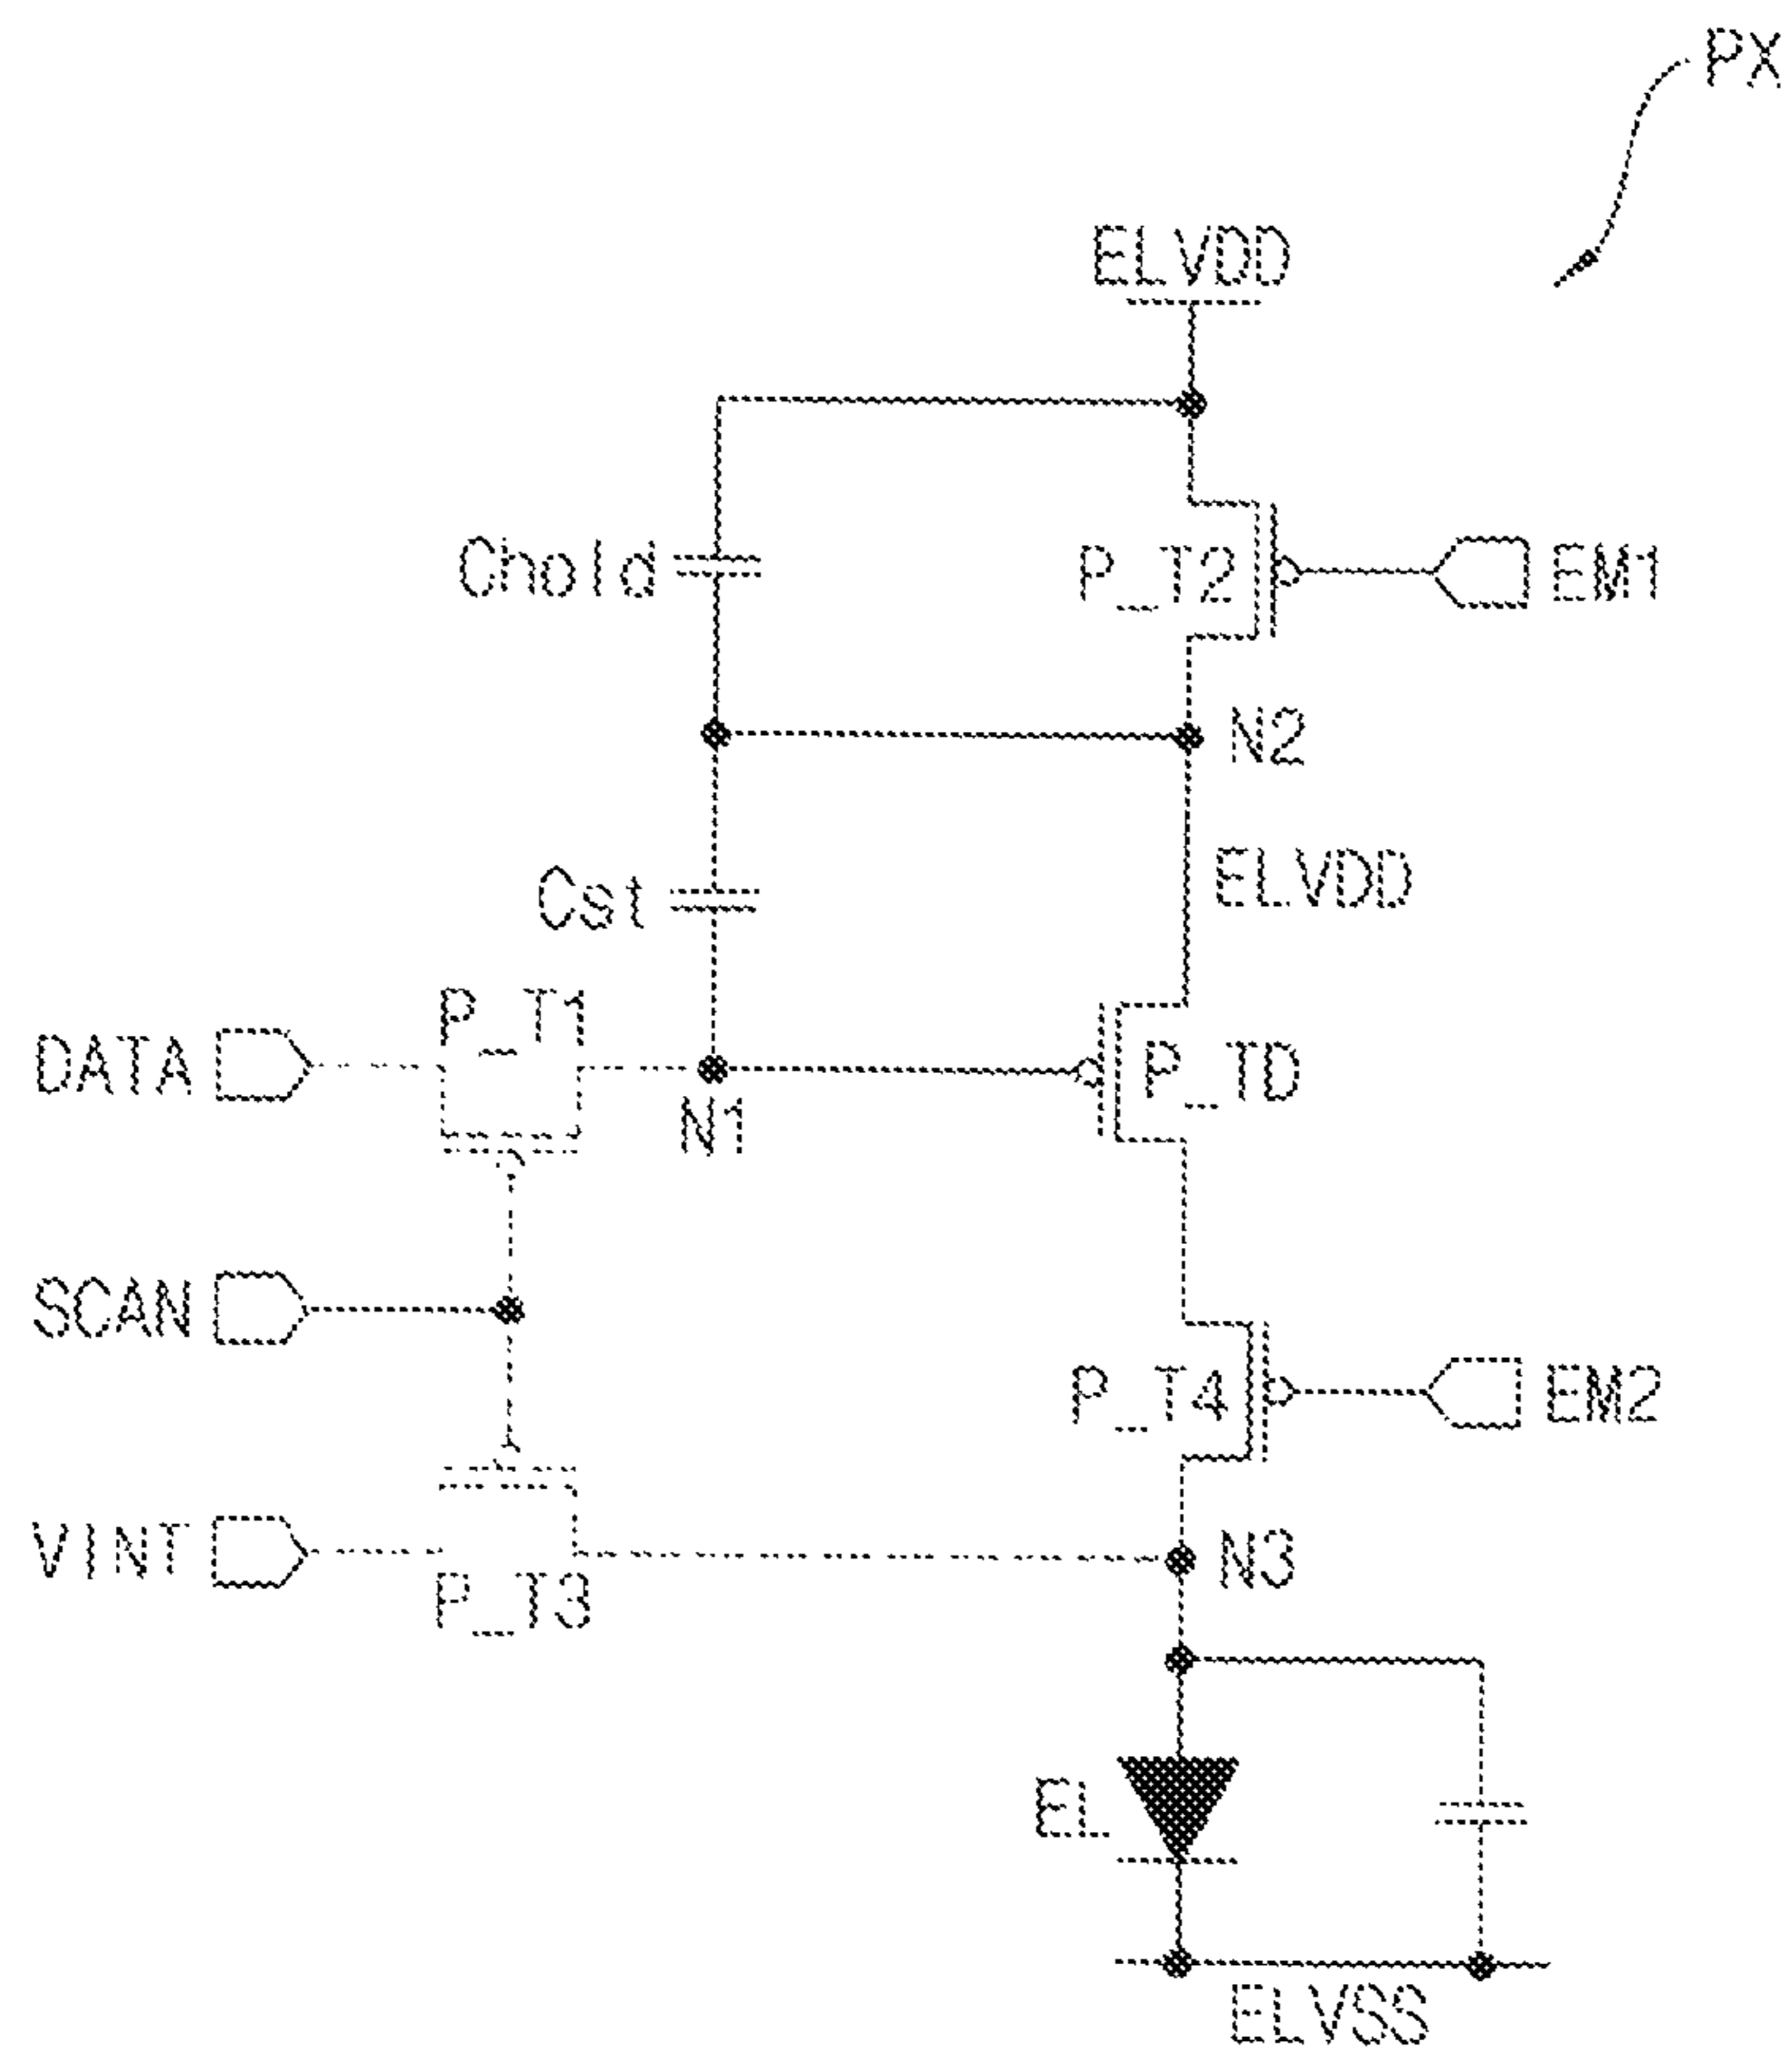 PX
ELVDD
Chold
P_T2
EM1
N2
ELVDD
Cst
P_T1
DATA
P_TD
N1
SCAN
P_T4
EM2
VINT
N3
P_T3
EL
ELVSS